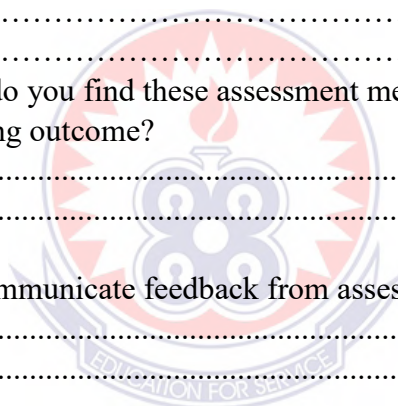 ……………………………………
……………………………………
do you find these assessment me
ng outcome?
..................................................
..................................................
mmunicate feedback from asses
..................................................
..................................................
EDUCATION FOR SERVICE